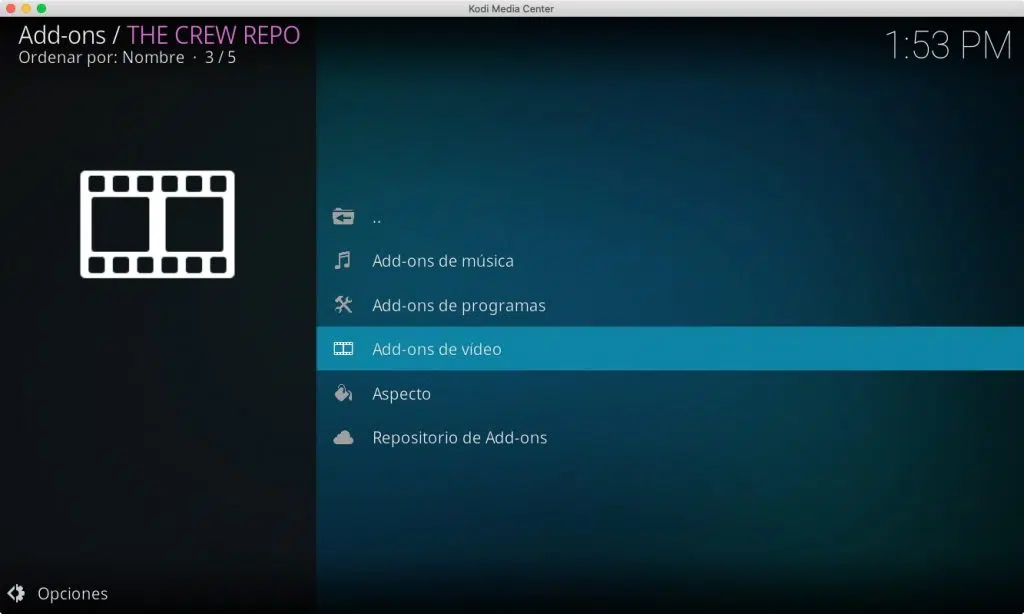 Kodi Media Center
Add-ons / THE CREW REPO
Ordenar por: Nombre · 3 / 5
1:53 PM
..
Add-ons de música
Add-ons de programas
Add-ons de vídeo
Aspecto
Repositorio de Add-ons
Opciones